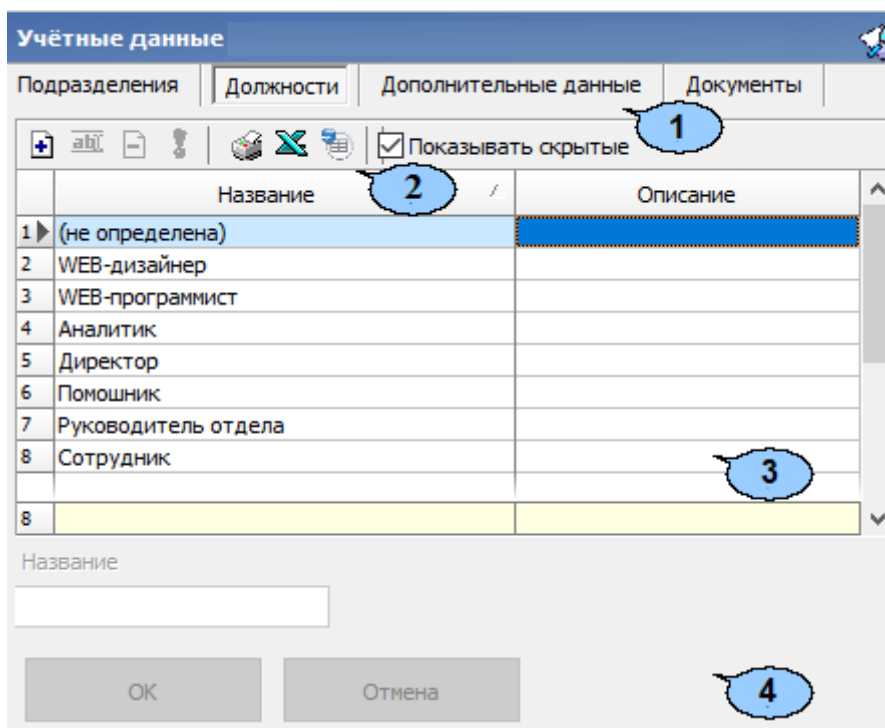 Учётные данные
Подразделения Должности Дополнительные данные Документы
1
abl Показывать скрытые
2
Название Описание
1 (не определена)
2 WEB-дизайнер
3 WEB-программист
4 Аналитик
5 Директор
6 Помошник
7 Руководитель отдела
8 Сотрудник
3
8
Название
OK Отмена
4